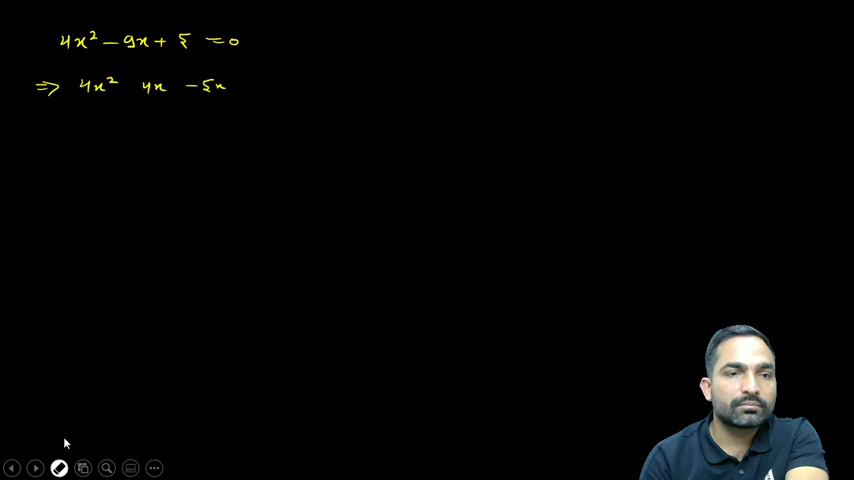 4x² - 9x + 5 = 0
⇒ 4x² 4x - 5x